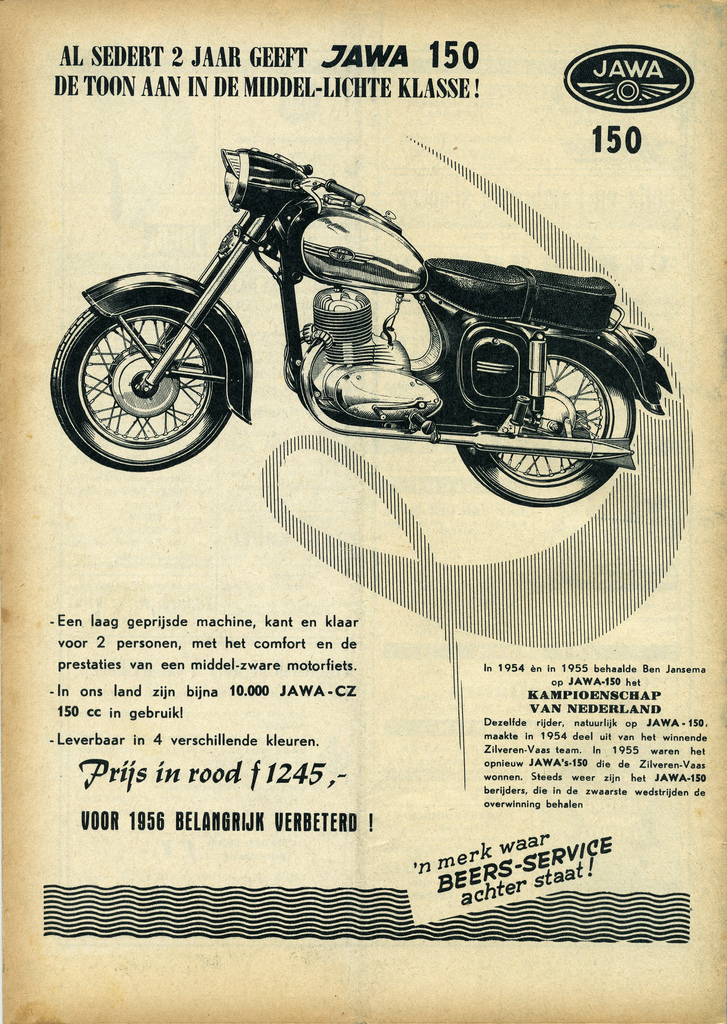 AL SEDERT 2 JAAR GEEFT JAWA 150
DE TOON AAN IN DE MIDDEL-LICHTE KLASSE!
JAWA
150
-Een laag geprijsde machine, kant en klaar
voor 2 personen, met het comfort en de
prestaties van een middel-zware motorfiets.
-In ons land zijn bijna 10.000 JAWA-CZ
150 cc in gebruik!
-Leverbaar in 4 verschillende kleuren.
Prijs in rood f 1245,-
VOOR 1956 BELANGRIJK VERBETERD !
In 1954 èn in 1955 behaalde Ben Jansema
op JAWA-150 het
KAMPIOENSCHAP
VAN NEDERLAND
Dezelfde rijder, natuurlijk op JAWA-150,
maakte in 1954 deel uit van het winnende
Zilveren-Vaas team. In 1955 waren het
opnieuw JAWA's-150 die de Zilveren-Vaas
wonnen. Steeds weer zijn het JAWA-150
berijders, die in de zwaarste wedstrijden de
overwinning behalen
'n merk waar
BEERS-SERVICE
achter staat!